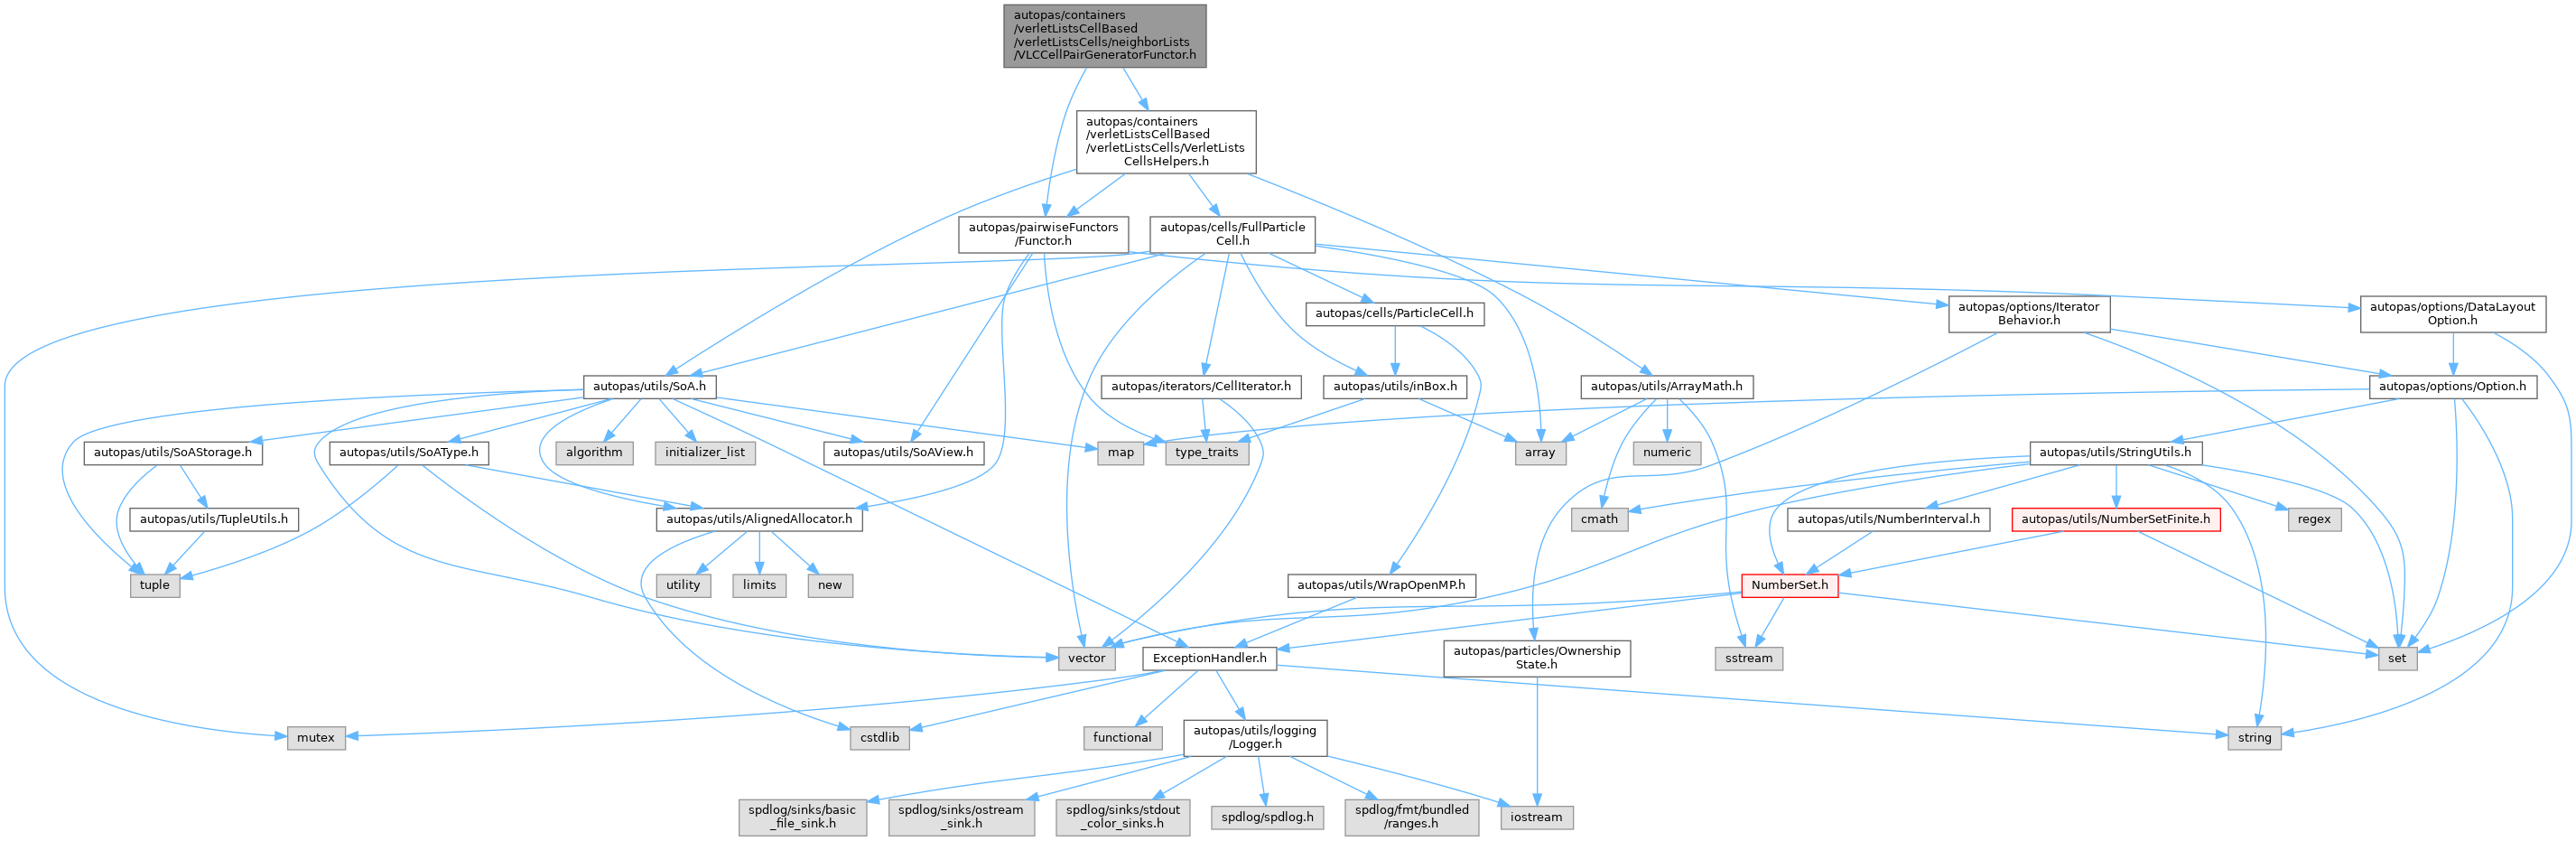 autopas/containers
/verletListsCellBased
/verletListsCells/neighborLists
/VLCCellPairGeneratorFunctor.h
autopas/containers
/verletListsCellBased
/verletListsCells/VerletLists
CellsHelpers.h
autopas/pairwiseFunctors
/Functor.h
autopas/cells/FullParticle
Cell.h
autopas/cells/ParticleCell.h
autopas/options/Iterator
Behavior.h
autopas/options/DataLayout
Option.h
autopas/utils/SoA.h
autopas/iterators/CellIterator.h
autopas/utils/inBox.h
autopas/utils/ArrayMath.h
autopas/options/Option.h
autopas/utils/SoAStorage.h
autopas/utils/SoAType.h
algorithm
initializer_list
autopas/utils/SoAView.h
map
type_traits
array
numeric
autopas/utils/StringUtils.h
autopas/utils/TupleUtils.h
autopas/utils/AlignedAllocator.h
cmath
autopas/utils/NumberInterval.h
autopas/utils/NumberSetFinite.h
regex
tuple
utility
limits
new
autopas/utils/WrapOpenMP.h
NumberSet.h
vector
ExceptionHandler.h
autopas/particles/Ownership
State.h
sstream
set
mutex
cstdlib
functional
autopas/utils/logging
/Logger.h
string
spdlog/sinks/basic
_file_sink.h
spdlog/sinks/ostream
_sink.h
spdlog/sinks/stdout
_color_sinks.h
spdlog/spdlog.h
spdlog/fmt/bundled
/ranges.h
iostream